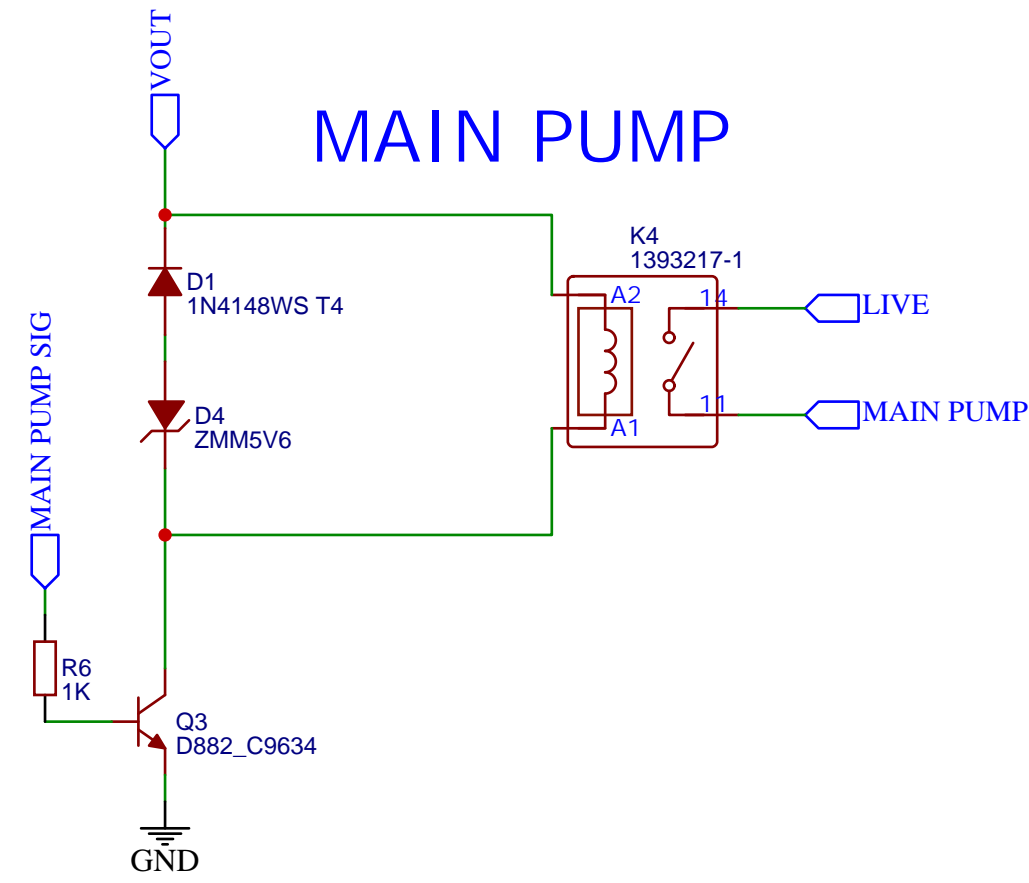 VOUT
MAIN PUMP
K4
1393217-1
D1
1N4148WS T4
A2
14
LIVE
MAIN PUMP SIG
D4
ZMM5V6
A1
11
MAIN PUMP
R6
1K
Q3
D882_C9634
GND